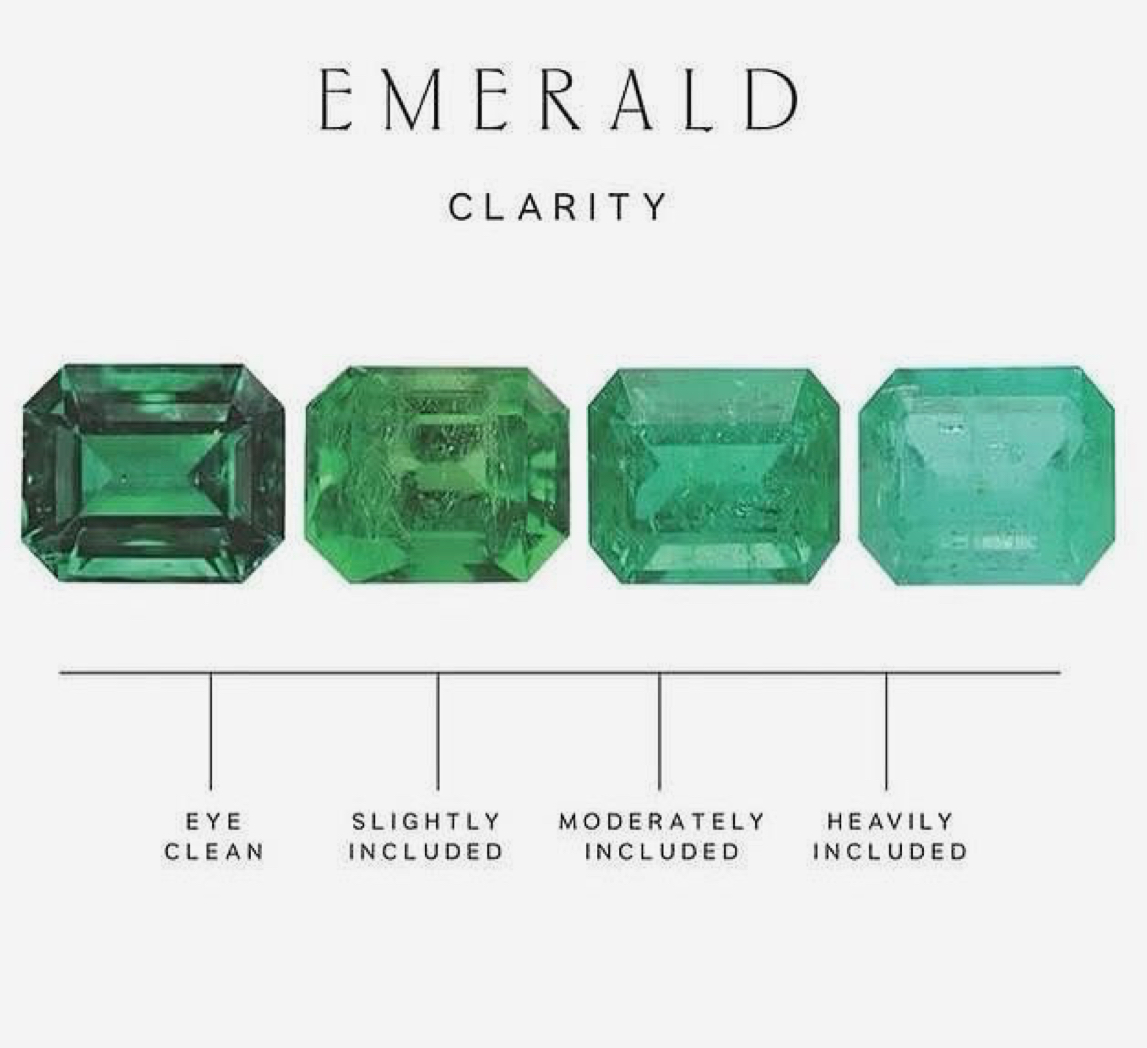 EMERALD
CLARITY
EYE
CLEAN
SLIGHTLY
INCLUDED
MODERATELY
INCLUDED
HEAVILY
INCLUDED